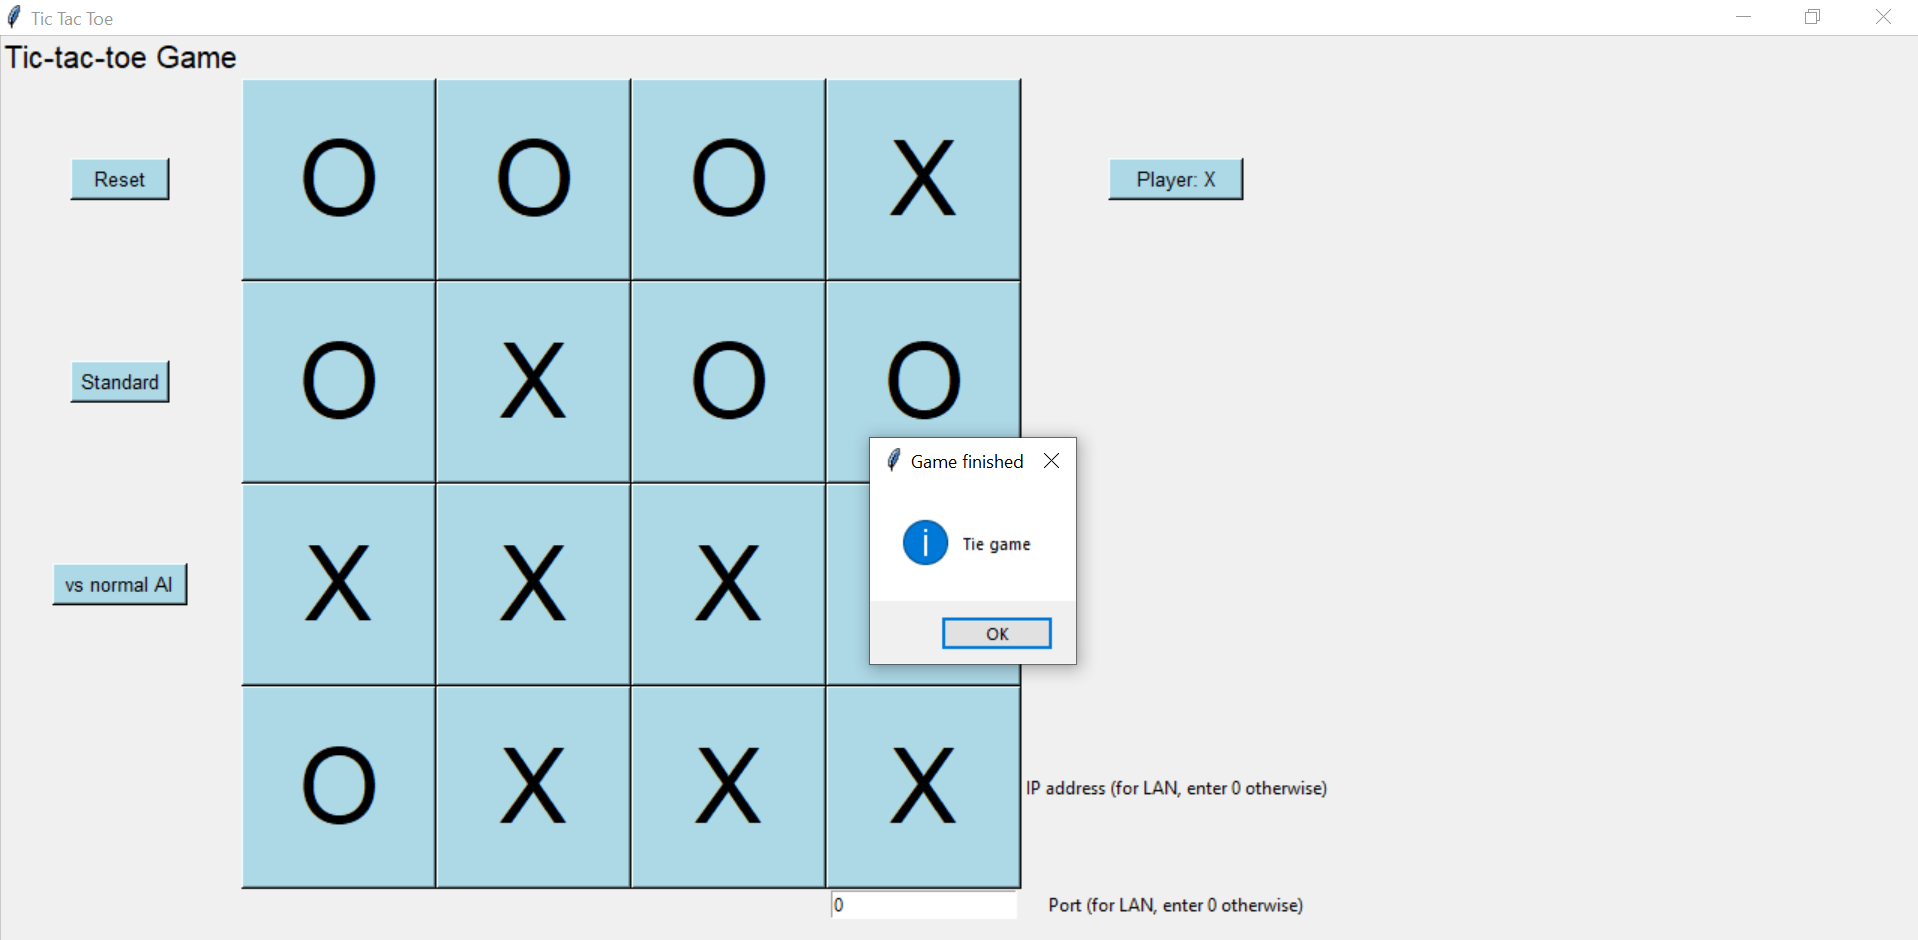 Tic Tac Toe
Tic-tac-toe Game
O O O X
Reset
Player: X
O X O O
Standard
Game finished
Tie game
OK
X X X
vs normal AI
O X X X
IP address (for LAN, enter 0 otherwise)
0
Port (for LAN, enter 0 otherwise)